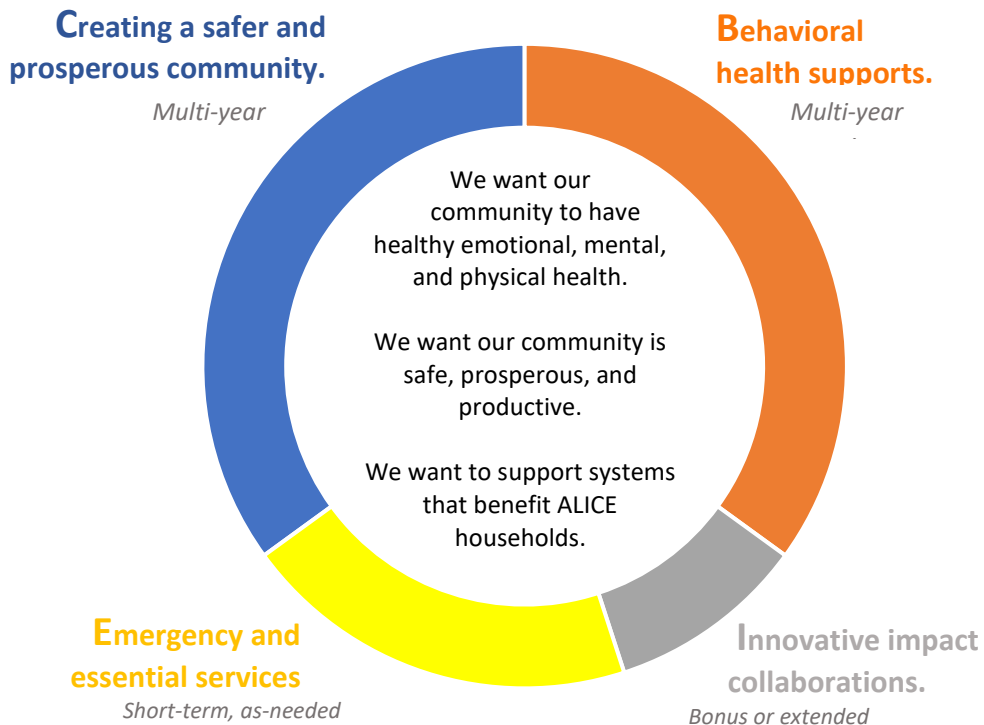 Creating a safer and
prosperous community.
Multi-year
Behavioral
health supports.
Multi-year
We want our
community to have
healthy emotional, mental,
and physical health.
We want our community is
safe, prosperous, and
productive.
We want to support systems
that benefit ALICE
households.
Emergency and
essential services
Short-term, as-needed
Innovative impact
collaborations.
Bonus or extended